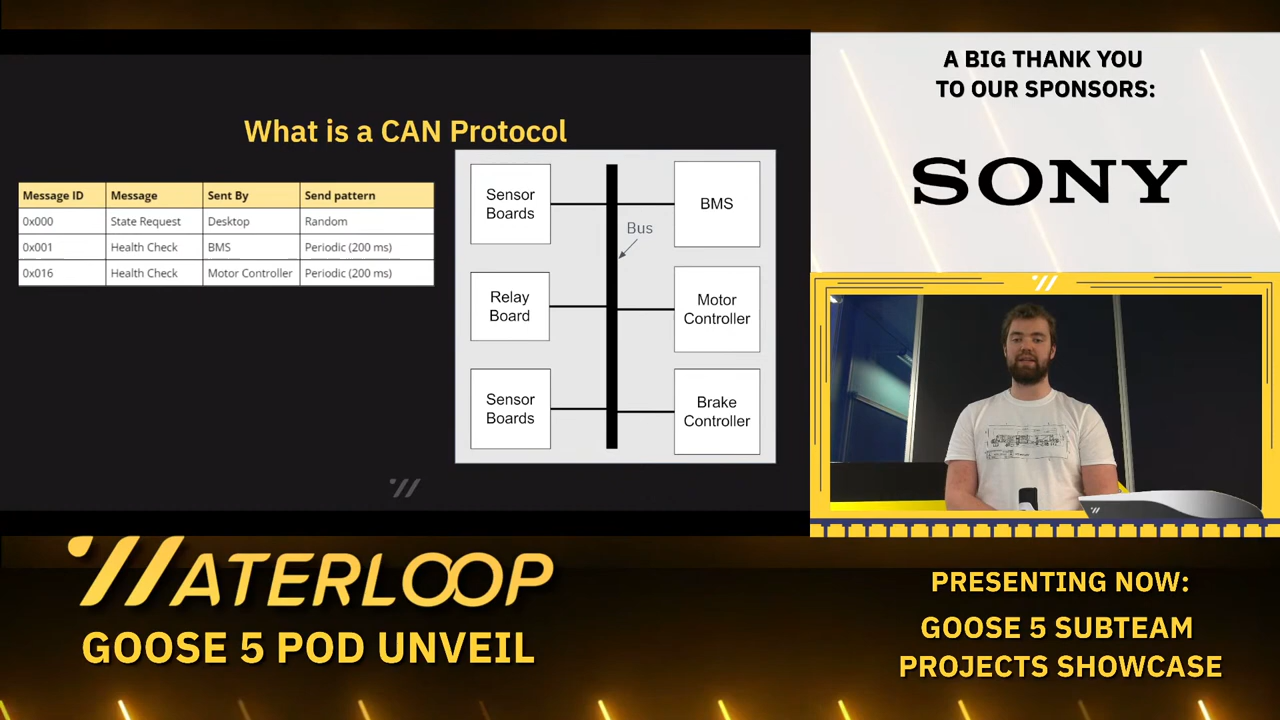 What is a CAN Protocol
Message ID Message Sent By Send pattern
0x000 State Request Desktop Random
0x001 Health Check BMS Periodic (200 ms)
0x016 Health Check Motor Controller Periodic (200 ms)
Sensor
Boards
BMS
Bus
Relay
Board
Motor
Controller
Sensor
Boards
Brake
Controller
A BIG THANK YOU
TO OUR SPONSORS:
SONY
WATERLOOP
GOOSE 5 POD UNVEIL
PRESENTING NOW:
GOOSE 5 SUBTEAM
PROJECTS SHOWCASE